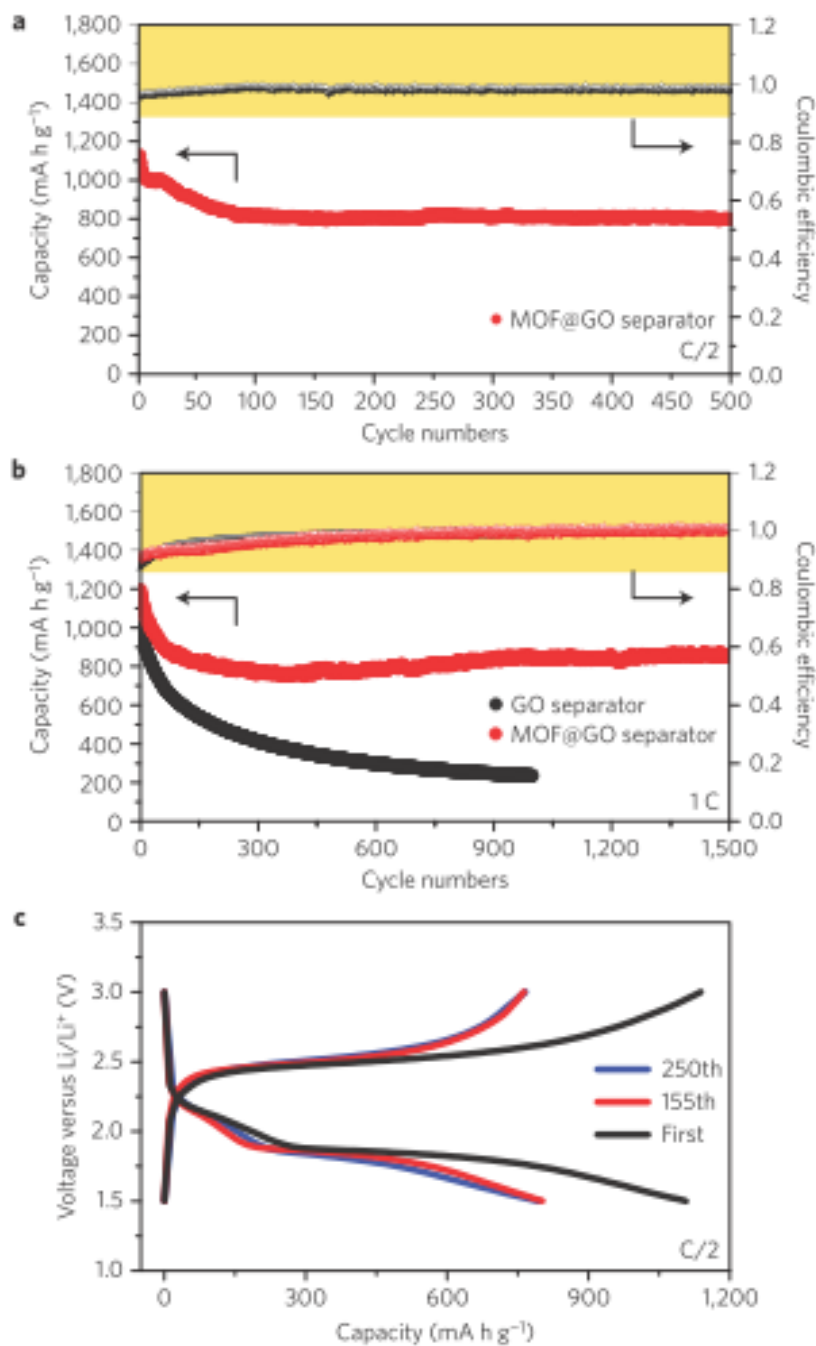 a
1,800
1,600
1,400
1,200
1,000
800
600
400
200
0
Capacity (mA h g⁻¹)
1.2
1.0
0.8
0.6
0.4
0.2
0.0
Coulombic efficiency
MOF@GO separator
C/2
0 50 100 150 200 250 300 350 400 450 500
Cycle numbers
b
1,800
1,600
1,400
1,200
1,000
800
600
400
200
0
Capacity (mA h g⁻¹)
1.2
1.0
0.8
0.6
0.4
0.2
0.0
Coulombic efficiency
GO separator
MOF@GO separator
1 C
0 300 600 900 1,200 1,500
Cycle numbers
c
3.5
3.0
2.5
2.0
1.5
1.0
Voltage versus Li/Li⁺ (V)
250th
155th
First
C/2
0 300 600 900 1,200
Capacity (mA h g⁻¹)